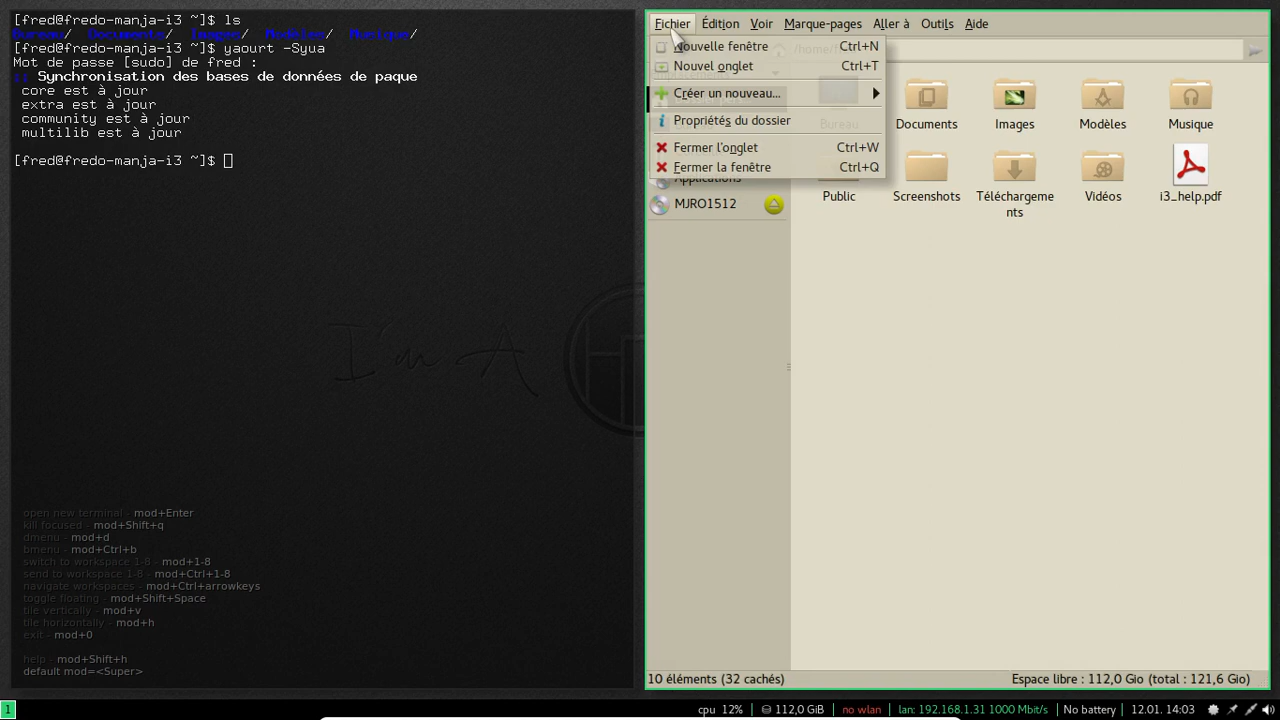 [fred@fredo-manja-i3 ~]$ ls
Bureau/ Documents/ Images/ Modèles/ Musique/
[fred@fredo-manja-i3 ~]$ yaourt -Syua
Mot de passe [sudo] de fred :
:: Synchronisation des bases de données de paque
core est à jour
extra est à jour
community est à jour
multilib est à jour
[fred@fredo-manja-i3 ~]$
I'm A
open new terminal - mod+Enter
kill focused - mod+Shift+q
dmenu - mod+d
bmenu - mod+Ctrl+b
switch to workspace 1-8 - mod+1-8
send to workspace 1-8 - mod+Ctrl+1-8
navigate workspaces - mod+Ctrl+arrowkeys
toggle floating - mod+Shift+Space
tile vertically - mod+v
tile horizontally - mod+h
exit - mod+0
help - mod+Shift+h
default mod=<Super>
Fichier Édition Voir Marque-pages Aller à Outils Aide
Nouvelle fenêtre Ctrl+N
Nouvel onglet Ctrl+T
Créer un nouveau...
Propriétés du dossier
Fermer l'onglet Ctrl+W
Fermer la fenêtre Ctrl+Q
Applications
MJRO1512
Bureau Documents Images Modèles Musique
Public Screenshots Téléchargeme
nts Vidéos i3_help.pdf
10 éléments (32 cachés) Espace libre : 112,0 Gio (total : 121,6 Gio)
1 cpu 12% 112,0 GiB no wlan lan: 192.168.1.31 1000 Mbit/s No battery 12.01. 14:03